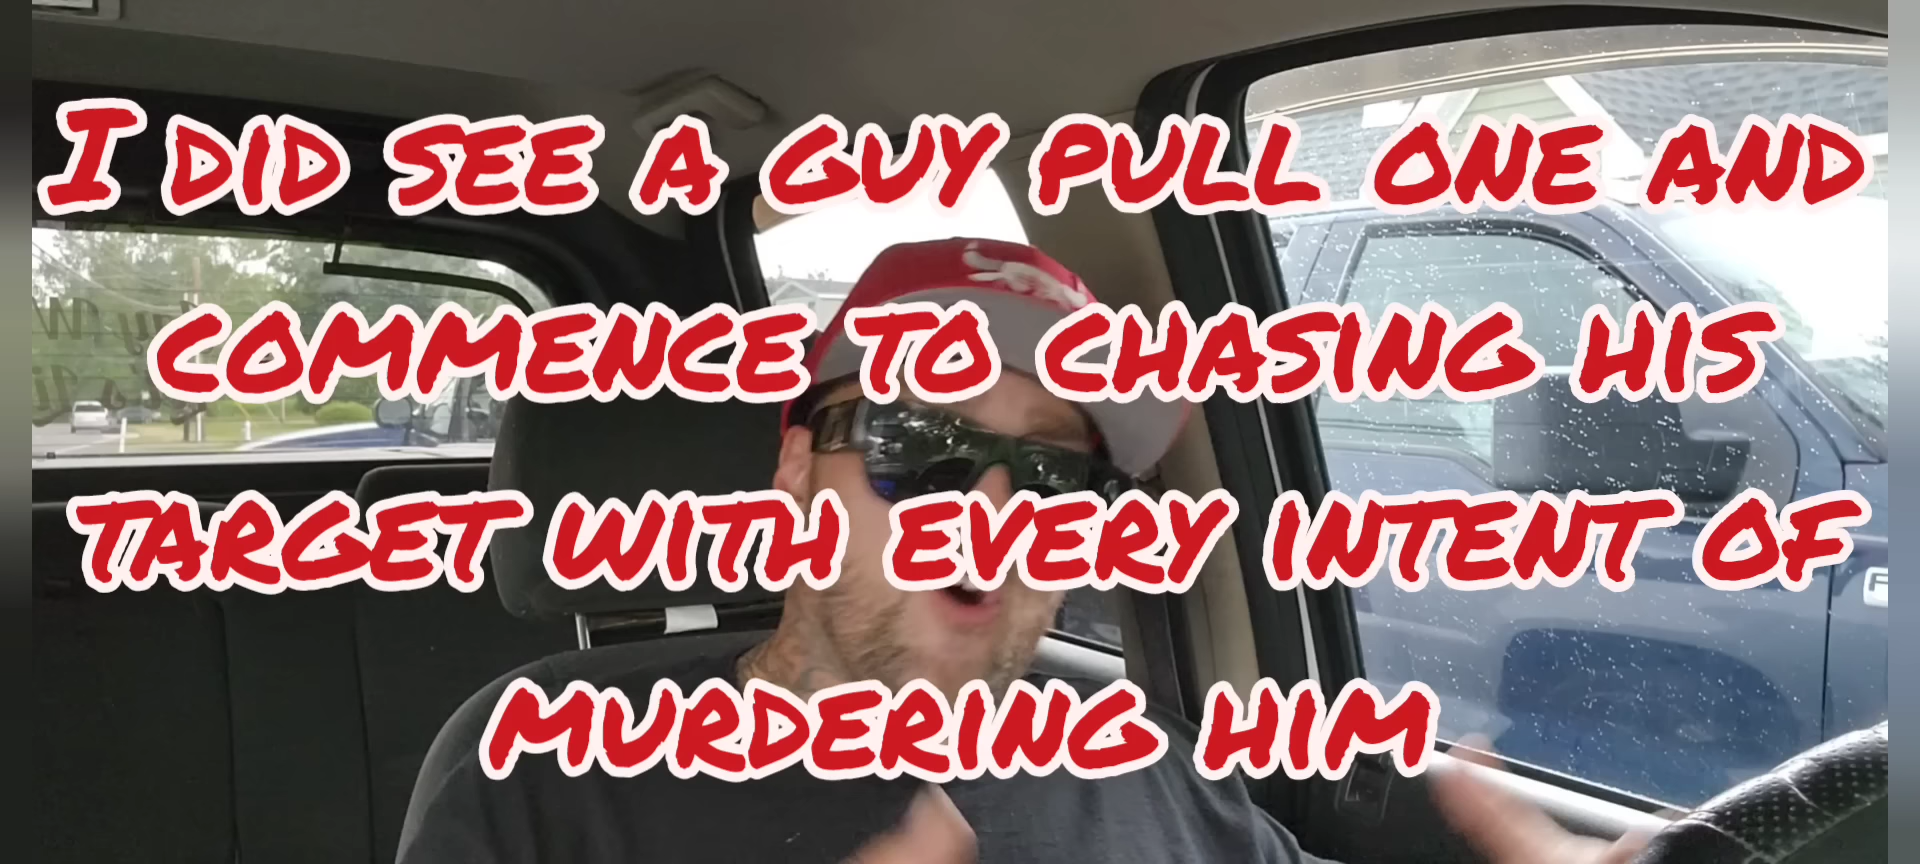 I DID SEE A GUY PULL ONE AND
COMMENCE TO CHASING HIS
TARGET WITH EVERY INTENT OF
MURDERING HIM